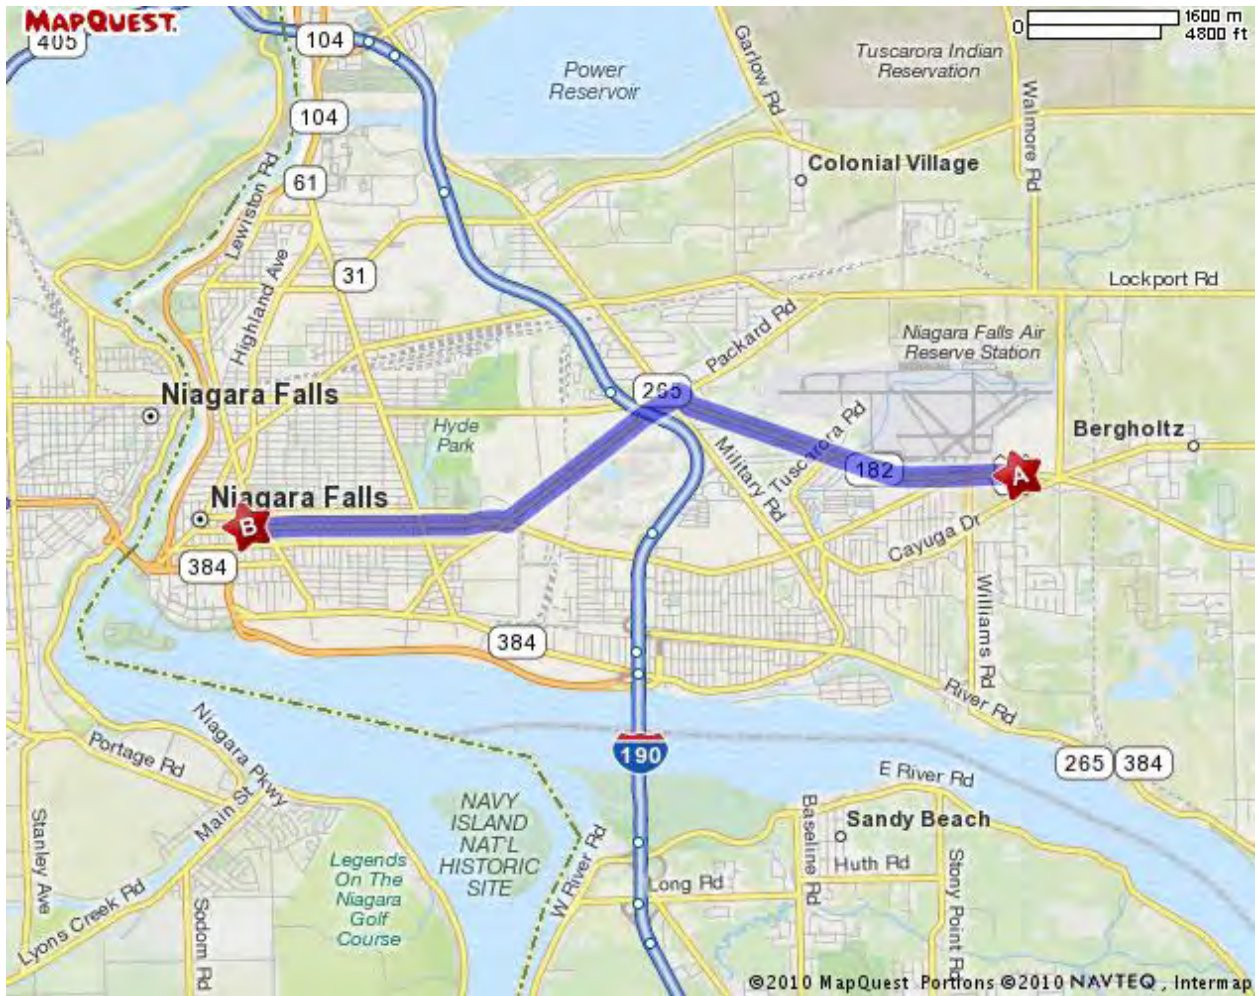 MAPQUEST.
405
104
0
1600 m
4800 ft
Garlow Rd
Tuscarora Indian
Reservation
Power
Reservoir
Walmore Rd
104
Colonial Village
61
Lewiston Rd
31
Highland Ave
Lockport Rd
Packard Rd
Niagara Falls Air
Reserve Station
265
Niagara Falls
Hyde
Park
Tuscarora Rd
Bergholtz
Military Rd
182
A
Niagara Falls
B
Cayuga Dr
384
Williams Rd
384
River Rd
190
265
384
Niagara Pkwy
Portage Rd
Main St
E River Rd
NAVY
ISLAND
NAT'L
HISTORIC
SITE
Baseline Rd
Sandy Beach
Stanley Ave
W River Rd
Huth Rd
Legends
On The
Niagara
Golf
Course
Long Rd
Stony Point Rd
Lyons Creek Rd
Sodom Rd
©2010 MapQuest Portions ©2010 NAVTEQ, Intermap